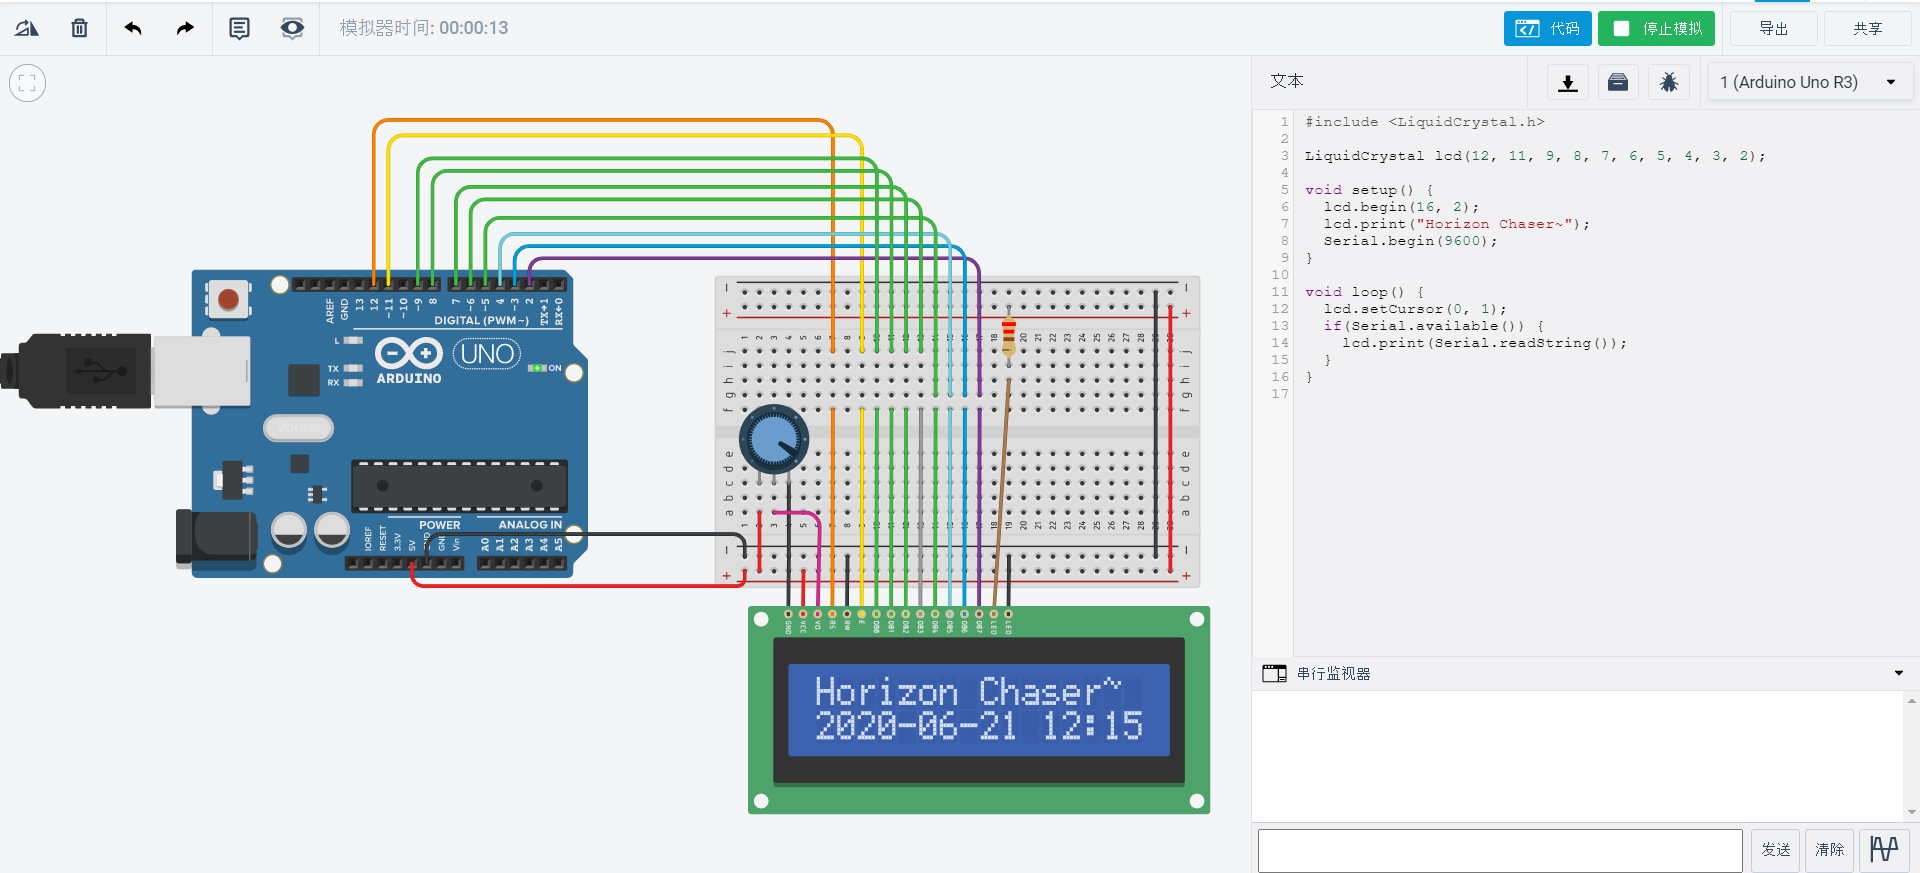 模拟器时间: 00:00:13
代码
停止模拟
导出
共享
文本
1 (Arduino Uno R3)
1 #include <LiquidCrystal.h>
2
3 LiquidCrystal lcd(12, 11, 9, 8, 7, 6, 5, 4, 3, 2);
4
5 void setup() {
6 lcd.begin(16, 2);
7 lcd.print("Horizon Chaser~");
8 Serial.begin(9600);
9 }
10
11 void loop() {
12 lcd.setCursor(0, 1);
13 if(Serial.available()) {
14 lcd.print(Serial.readString());
15 }
16 }
17
串行监视器
发送
清除
AREF GND 13 12 ~11 ~10 ~9 8 7 ~6 ~5 4 ~3 2 TX→1 RX←0
DIGITAL (PWM~)
L
TX
RX
ARDUINO
UNO
ON
POWER
ANALOG IN
IOREF RESET 3.3V 5V GND Vin A0 A1 A2 A3 A4 A5
GND VCC V0 RS RW E DB0 DB1 DB2 DB3 DB4 DB5 DB6 DB7 LED LED
Horizon Chaser~
2020-06-21 12:15